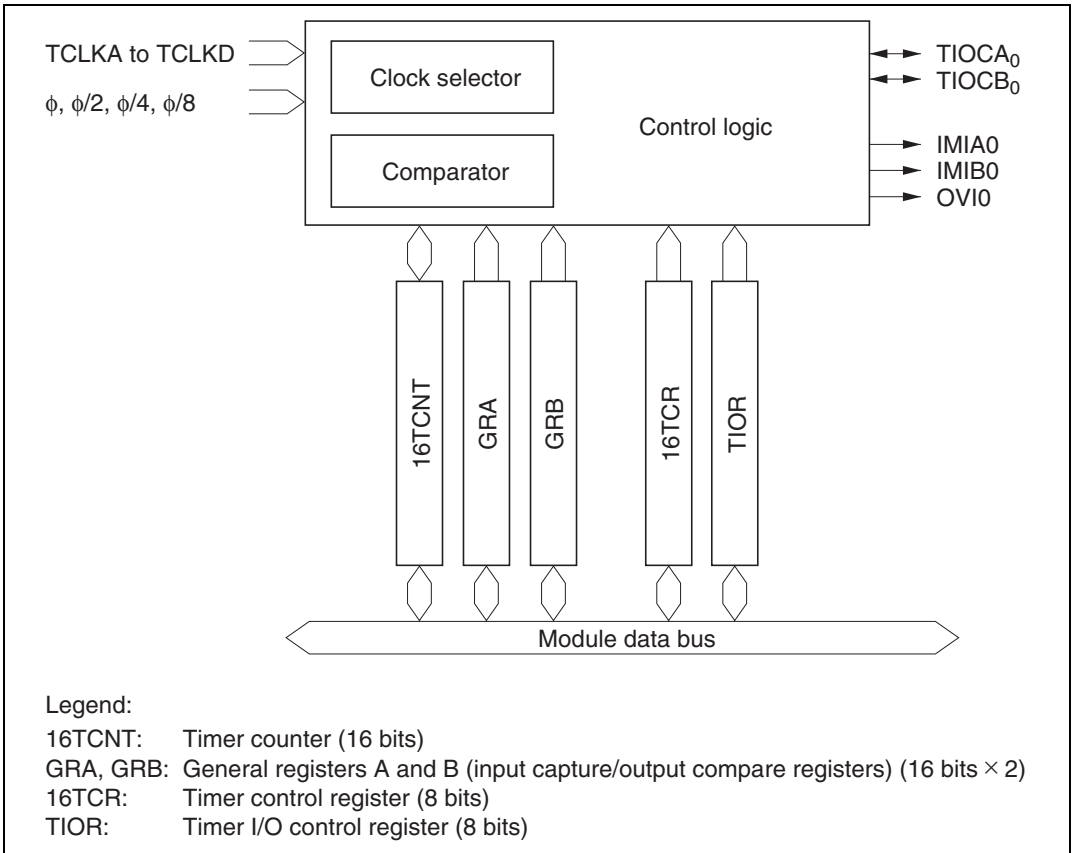 TCLKA to TCLKD
ϕ, ϕ/2, ϕ/4, ϕ/8
Clock selector
Comparator
Control logic
TIOCA₀
TIOCB₀
IMIA0
IMIB0
OVI0
16TCNT
GRA
GRB
16TCR
TIOR
Module data bus
Legend:
16TCNT: Timer counter (16 bits)
GRA, GRB: General registers A and B (input capture/output compare registers) (16 bits × 2)
16TCR: Timer control register (8 bits)
TIOR: Timer I/O control register (8 bits)